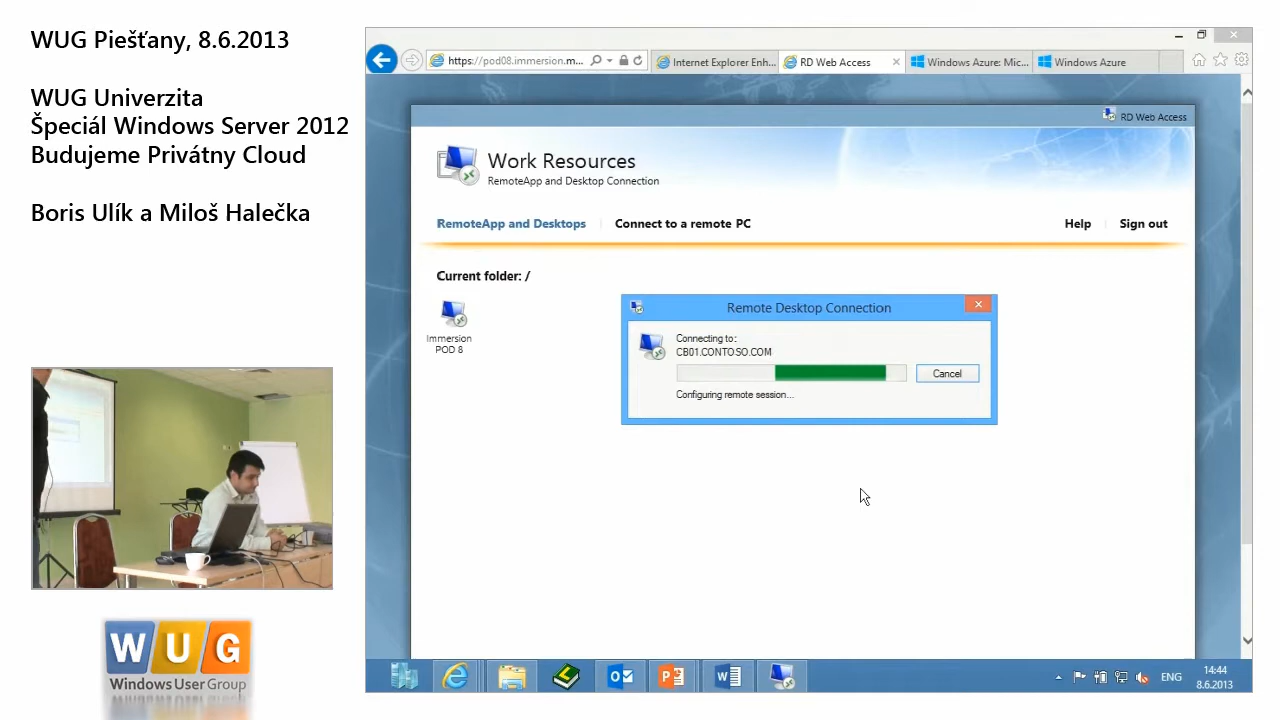 WUG Piešťany, 8.6.2013
WUG Univerzita
Špeciál Windows Server 2012
Budujeme Privátny Cloud
Boris Ulík a Miloš Halečka
https://pod08.immersion.m...
Internet Explorer Enh...
RD Web Access
Windows Azure: Mic...
Windows Azure
RD Web Access
Work Resources
RemoteApp and Desktop Connection
RemoteApp and Desktops
Connect to a remote PC
Help
Sign out
Current folder: /
Immersion
POD 8
Remote Desktop Connection
Connecting to:
CB01.CONTOSO.COM
Cancel
Configuring remote session...
WUG
Windows User Group
ENG
14:44
8.6.2013